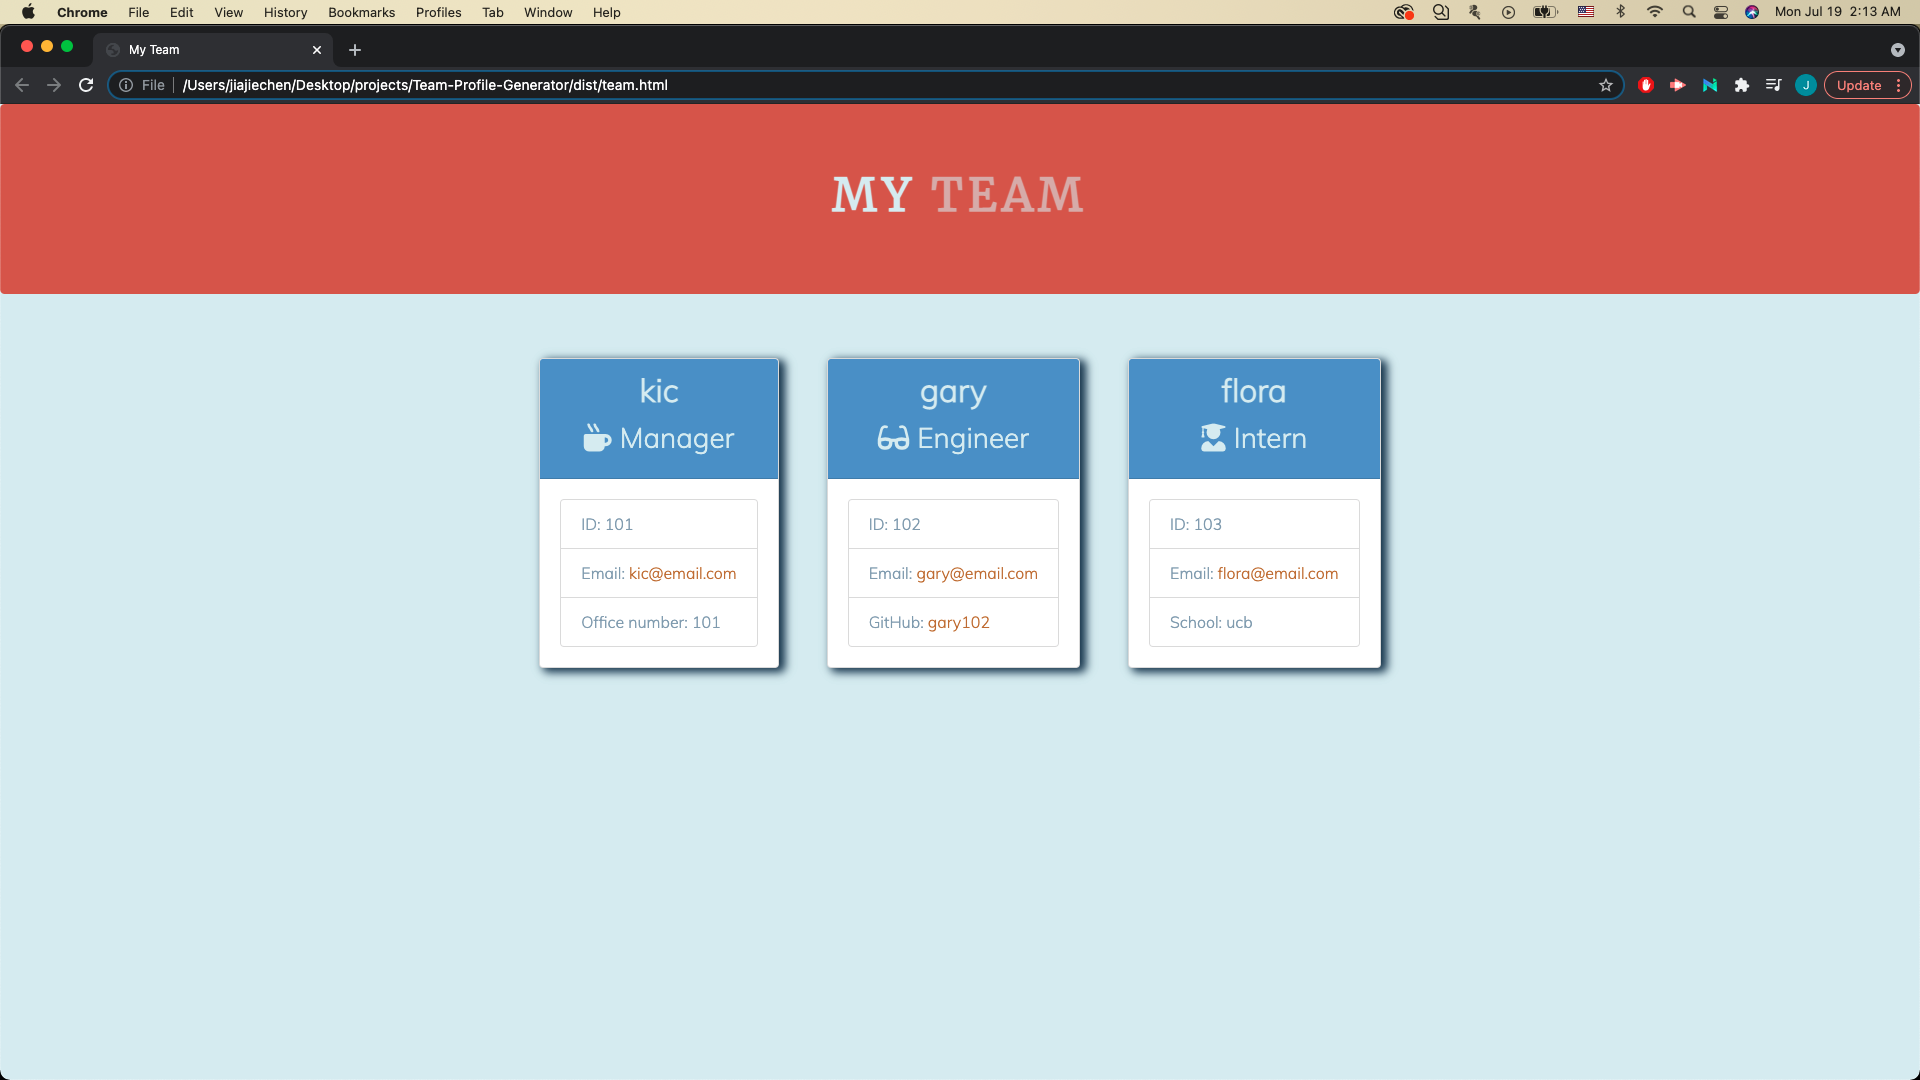 Chrome File Edit View History Bookmarks Profiles Tab Window Help Mon Jul 19 2:13 AM
My Team
File /Users/jiajiechen/Desktop/projects/Team-Profile-Generator/dist/team.html J Update
MY TEAM
kic
Manager
ID: 101
Email: kic@email.com
Office number: 101
gary
Engineer
ID: 102
Email: gary@email.com
GitHub: gary102
flora
Intern
ID: 103
Email: flora@email.com
School: ucb